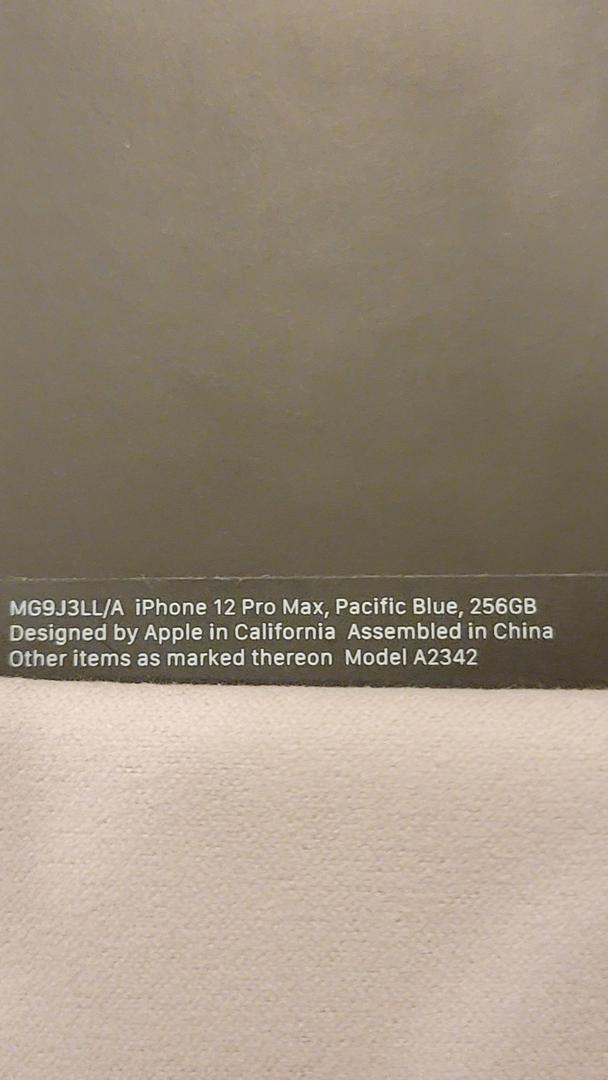 MG9J3LL/A iPhone 12 Pro Max, Pacific Blue, 256GB
Designed by Apple in California Assembled in China
Other items as marked thereon Model A2342